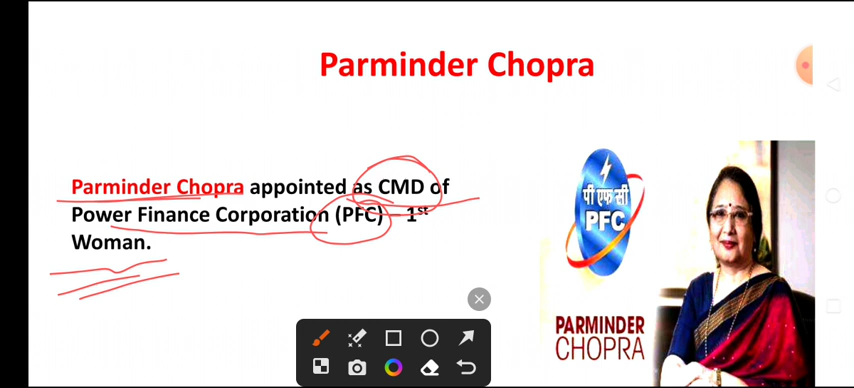 Parminder Chopra
Parminder Chopra appointed as CMD of
Power Finance Corporation (PFC) – 1st
Woman.
पी एफ सी
PFC
PARMINDER
CHOPRA